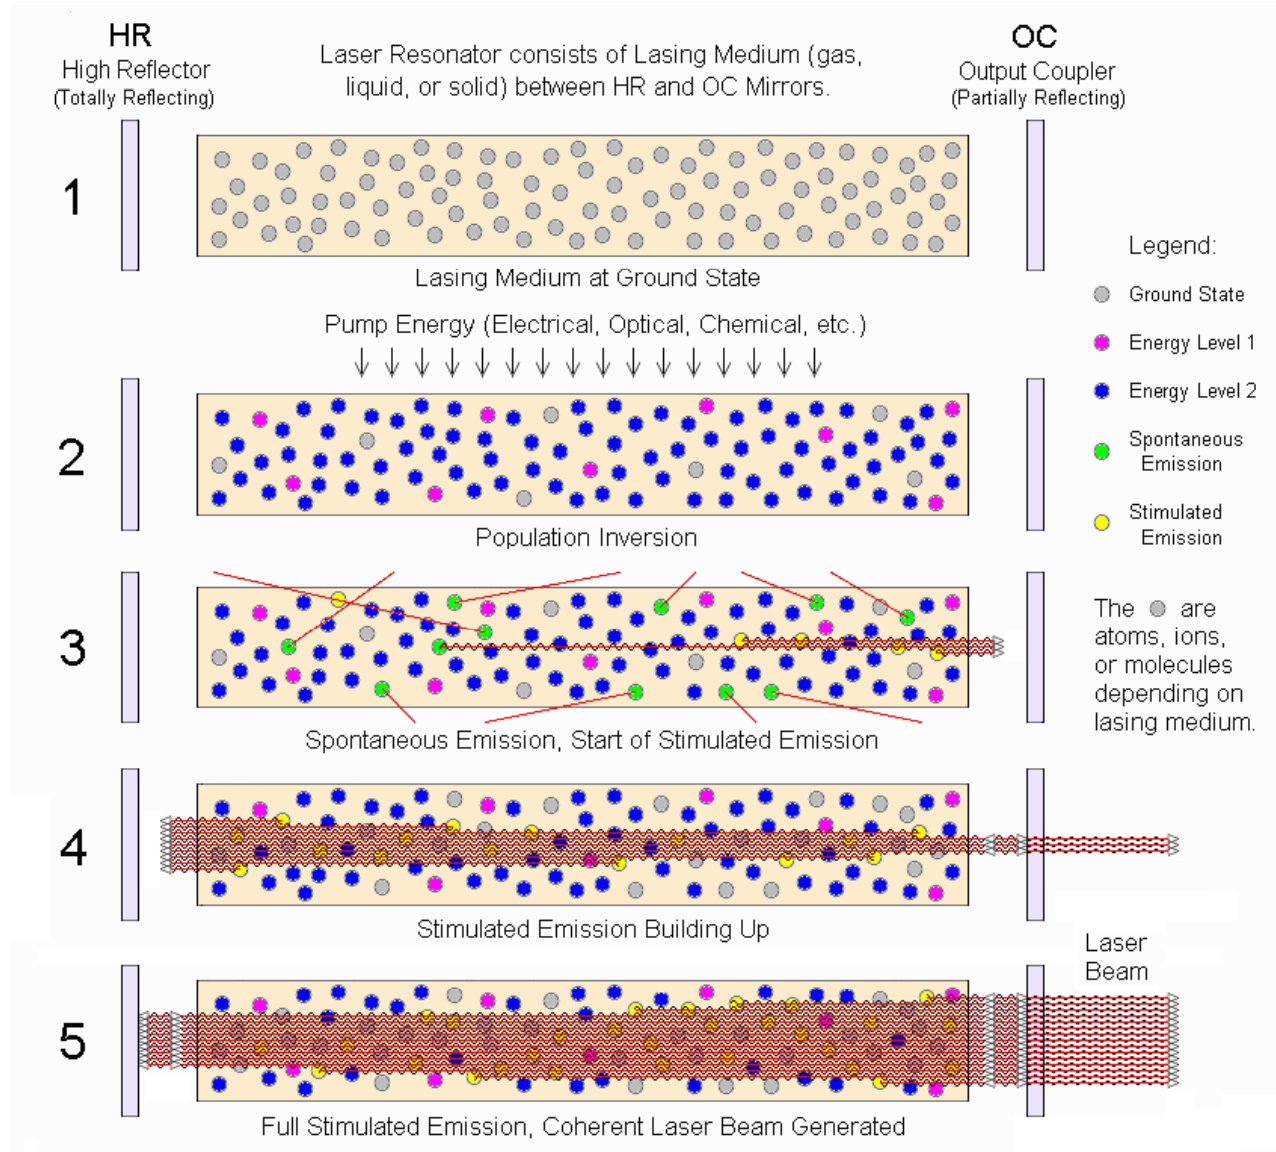 HR
High Reflector
(Totally Reflecting)
Laser Resonator consists of Lasing Medium (gas,
liquid, or solid) between HR and OC Mirrors.
OC
Output Coupler
(Partially Reflecting)
1
Lasing Medium at Ground State
Pump Energy (Electrical, Optical, Chemical, etc.)
2
Population Inversion
3
Spontaneous Emission, Start of Stimulated Emission
4
Stimulated Emission Building Up
5
Full Stimulated Emission, Coherent Laser Beam Generated
Legend:
Ground State
Energy Level 1
Energy Level 2
Spontaneous
Emission
Stimulated
Emission
The are
atoms, ions,
or molecules
depending on
lasing medium.
Laser
Beam